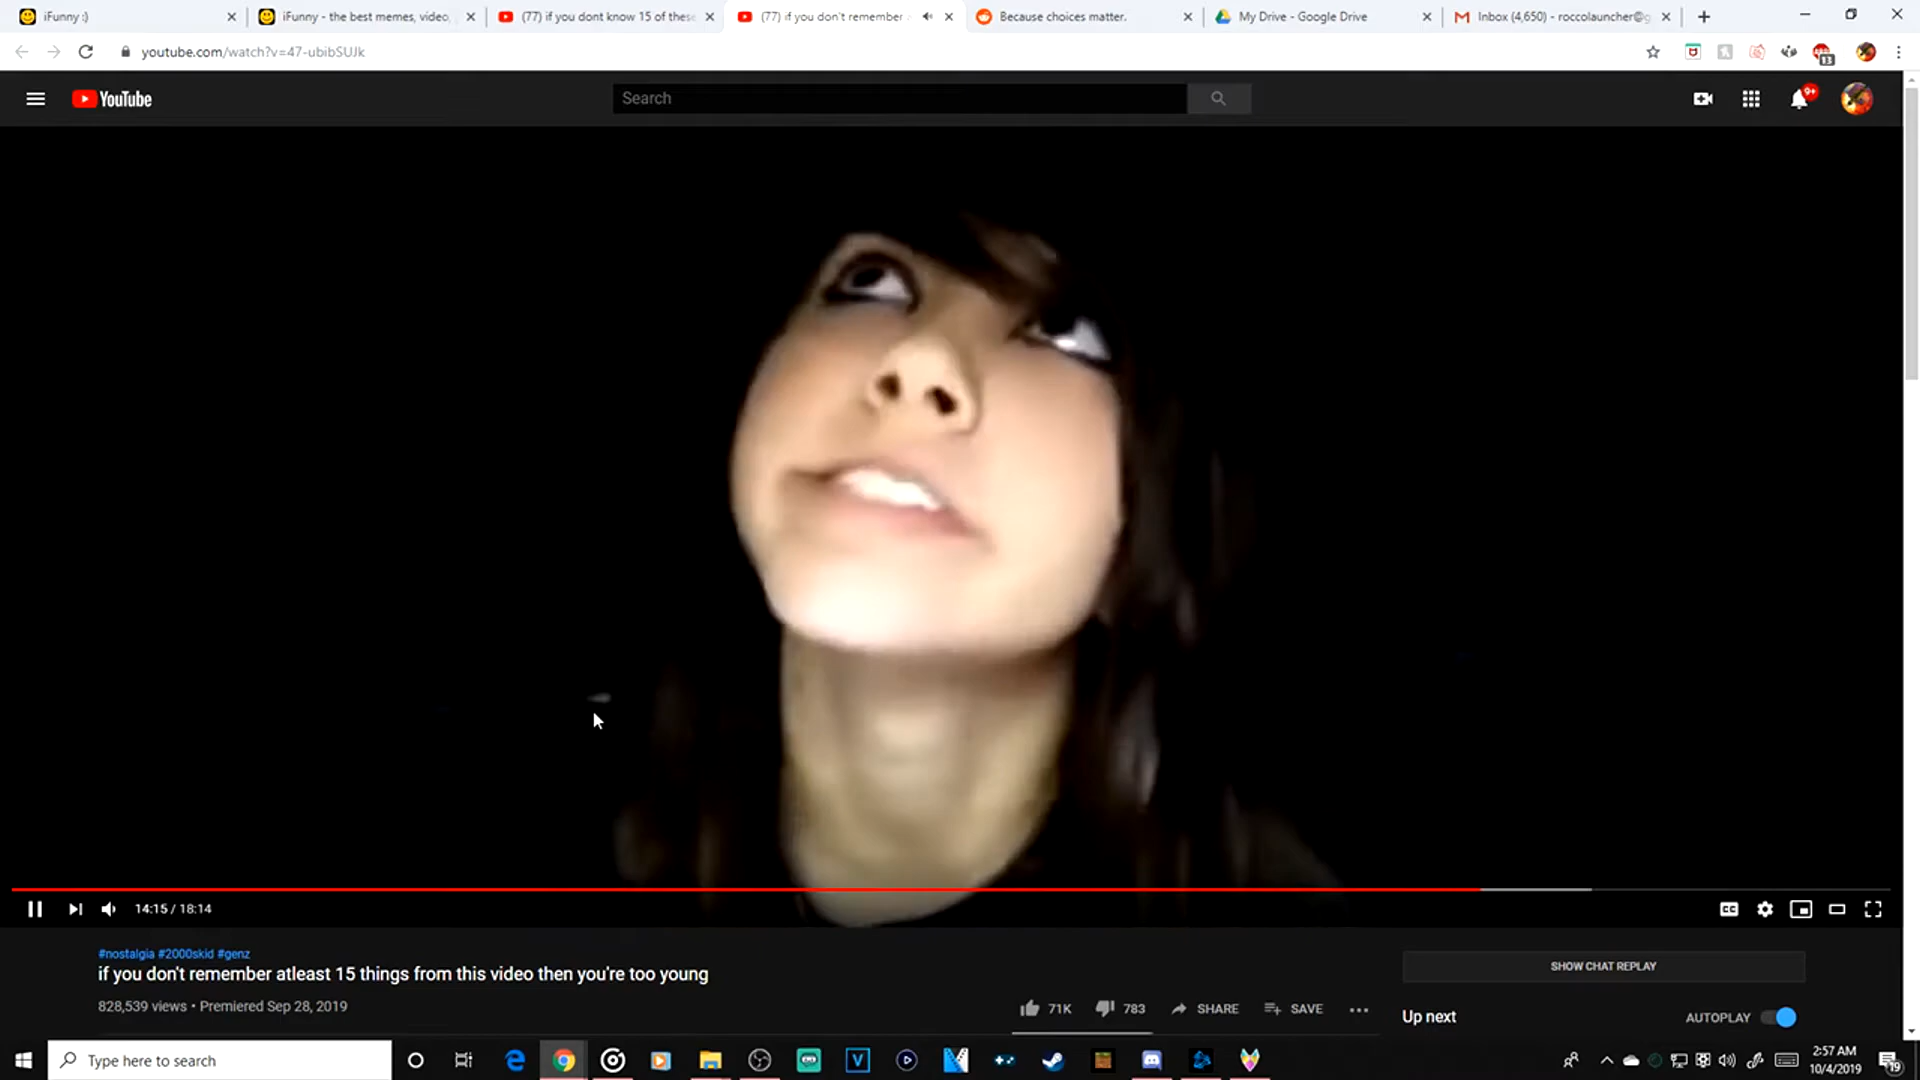 iFunny :)
iFunny - the best memes, video,
(77) if you dont know 15 of these
(77) if you don't remember a
Because choices matter.
My Drive - Google Drive
Inbox (4,650) - roccolauncher@g
youtube.com/watch?v=47-ubibSUJk
13
YouTube
Search
9+
14:15 / 18:14
CC
#nostalgia #2000skid #genz
if you don't remember atleast 15 things from this video then you're too young
828,539 views • Premiered Sep 28, 2019
71K
783
SHARE
SAVE
SHOW CHAT REPLAY
Up next
AUTOPLAY
Type here to search
2:57 AM
10/4/2019
19